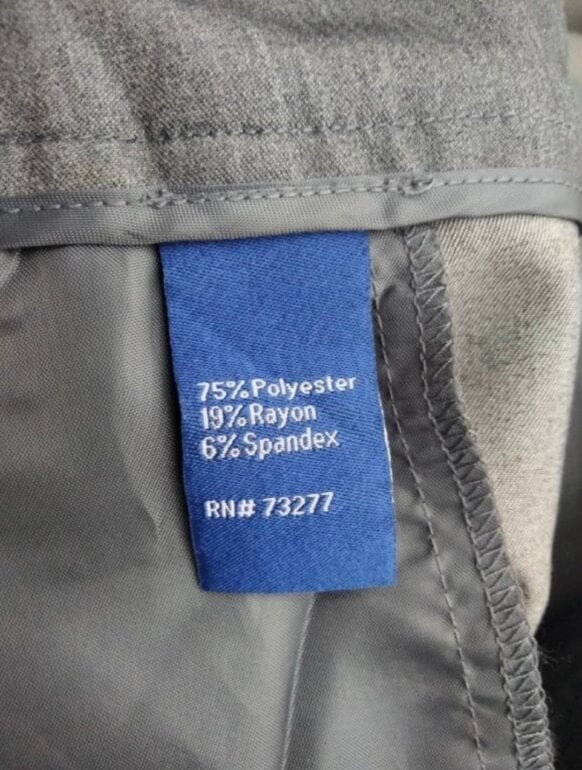 75% Polyester
19% Rayon
6% Spandex
RN# 73277